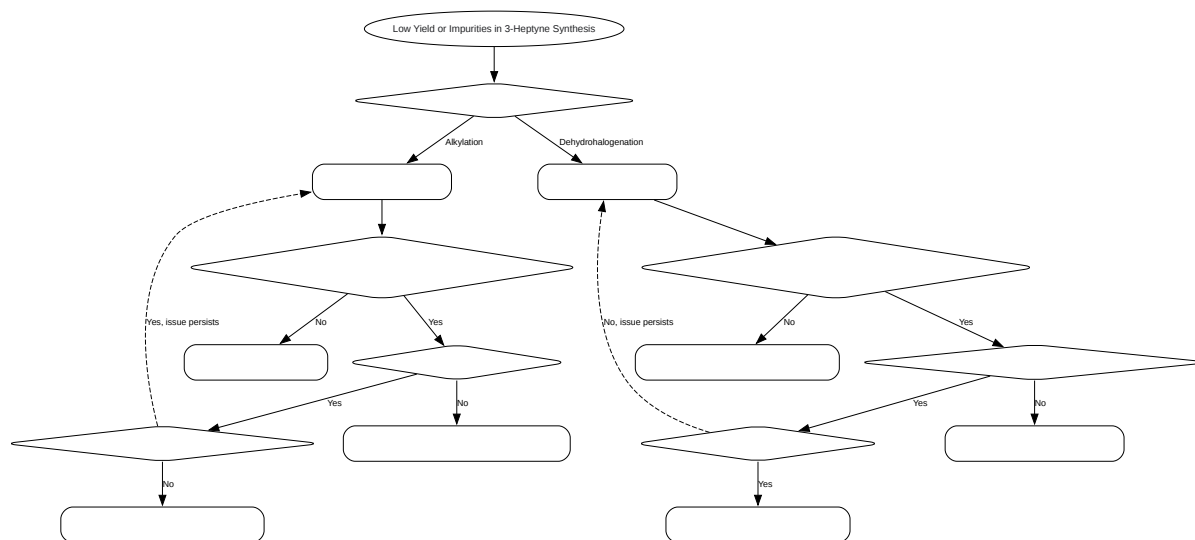 Low Yield or Impurities in 3-Heptyne Synthesis
Alkylation
Dehydrohalogenation
Yes, issue persists
No
Yes
No, issue persists
No
Yes
Yes
No
Yes
No
No
Yes